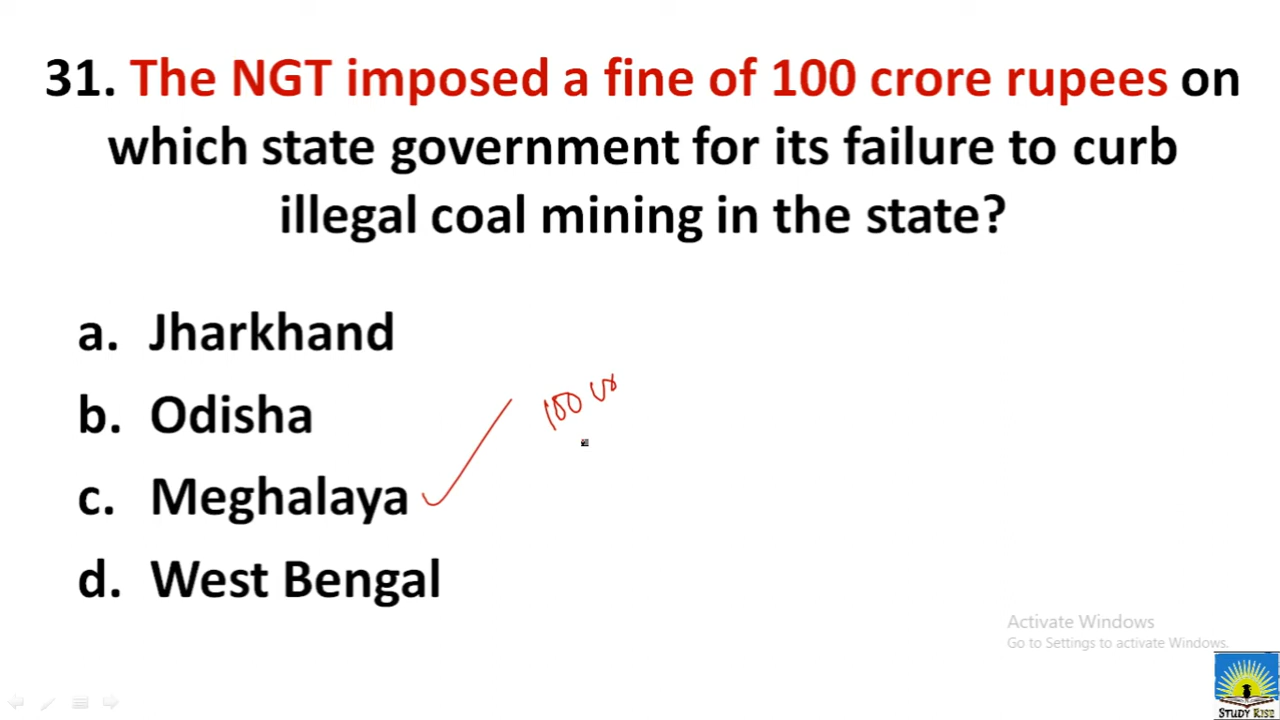 31. The NGT imposed a fine of 100 crore rupees on
which state government for its failure to curb
illegal coal mining in the state?
a. Jharkhand
b. Odisha
100 cr
c. Meghalaya
d. West Bengal
Activate Windows
Go to Settings to activate Windows.
STUDY RISE